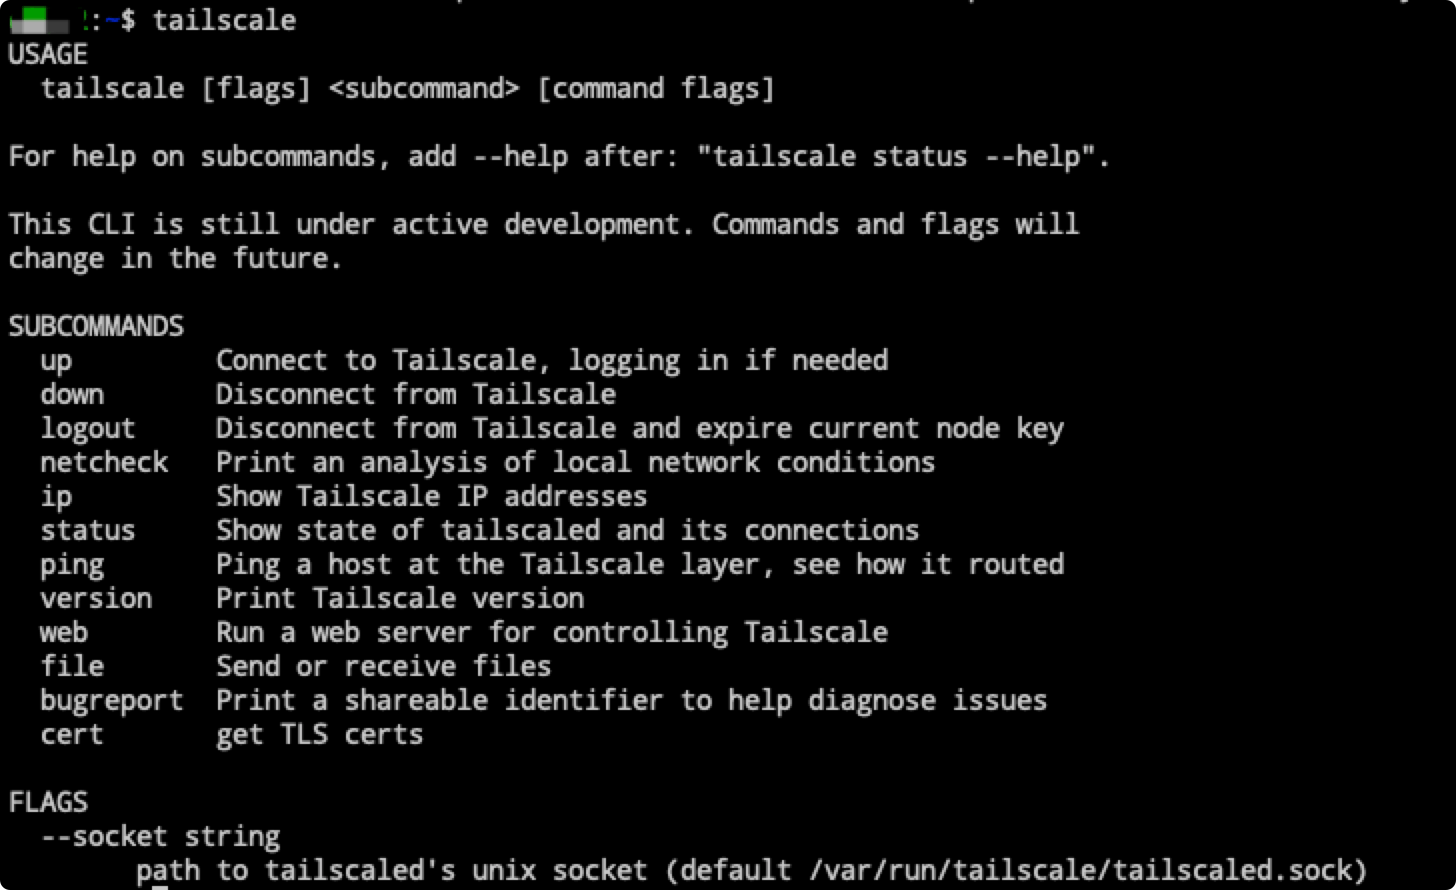 :~$ tailscale
USAGE
  tailscale [flags] <subcommand> [command flags]

For help on subcommands, add --help after: "tailscale status --help".

This CLI is still under active development. Commands and flags will
change in the future.

SUBCOMMANDS
  up         Connect to Tailscale, logging in if needed
  down       Disconnect from Tailscale
  logout     Disconnect from Tailscale and expire current node key
  netcheck   Print an analysis of local network conditions
  ip         Show Tailscale IP addresses
  status     Show state of tailscaled and its connections
  ping       Ping a host at the Tailscale layer, see how it routed
  version    Print Tailscale version
  web        Run a web server for controlling Tailscale
  file       Send or receive files
  bugreport  Print a shareable identifier to help diagnose issues
  cert       get TLS certs

FLAGS
  --socket string
        path to tailscaled's unix socket (default /var/run/tailscale/tailscaled.sock)